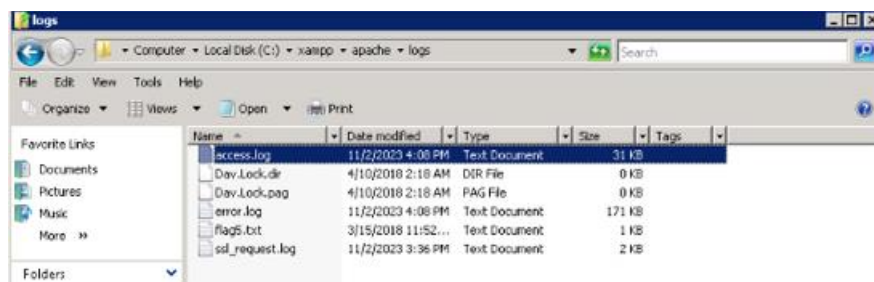 logs
Computer Local Disk (C:) xampp apache logs Search
File Edit View Tools Help
Organize Views Open Print
Favorite Links Name Date modified Type Size Tags
access.log 11/2/2023 4:08 PM Text Document 31 KB
Documents Dav.Lock.dir 4/10/2018 2:18 AM DIR File 0 KB
Pictures Dav.Lock.pag 4/10/2018 2:18 AM PAG File 0 KB
Music error.log 11/2/2023 4:08 PM Text Document 171 KB
More » flag5.txt 3/15/2018 11:52... Text Document 1 KB
ssl_request.log 11/2/2023 3:36 PM Text Document 2 KB
Folders